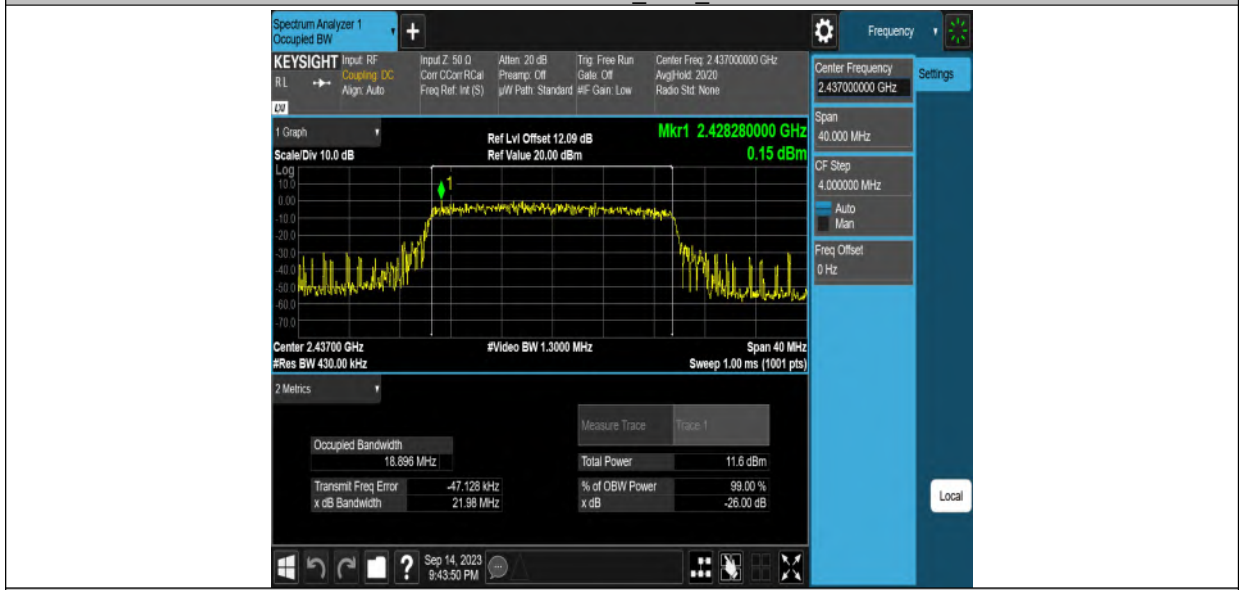 Spectrum Analyzer 1
Occupied BW
+
Frequency
KEYSIGHT
R L
Input: RF
Coupling: DC
Align: Auto
Input Z: 50 Ω
Corr CCorr RCal
Freq Ref: Int (S)
Atten: 20 dB
Preamp: Off
µW Path: Standard
Trig: Free Run
Gate: Off
#IF Gain: Low
Center Freq: 2.437000000 GHz
Avg|Hold: 20/20
Radio Std: None
Center Frequency
2.437000000 GHz
Settings
Span
40.000 MHz
CF Step
4.000000 MHz
Auto
Man
Freq Offset
0 Hz
1 Graph
Scale/Div 10.0 dB
Ref Lvl Offset 12.09 dB
Ref Value 20.00 dBm
Mkr1 2.428280000 GHz
0.15 dBm
Log
10.0
0.00
-10.0
-20.0
-30.0
-40.0
-50.0
-60.0
-70.0
1
Center 2.43700 GHz
#Res BW 430.00 kHz
#Video BW 1.3000 MHz
Span 40 MHz
Sweep 1.00 ms (1001 pts)
2 Metrics
Measure Trace Trace 1
Occupied Bandwidth
18.896 MHz
Total Power 11.6 dBm
Transmit Freq Error -47.128 kHz
x dB Bandwidth 21.98 MHz
% of OBW Power 99.00 %
x dB -26.00 dB
Local
?
Sep 14, 2023
9:43:50 PM